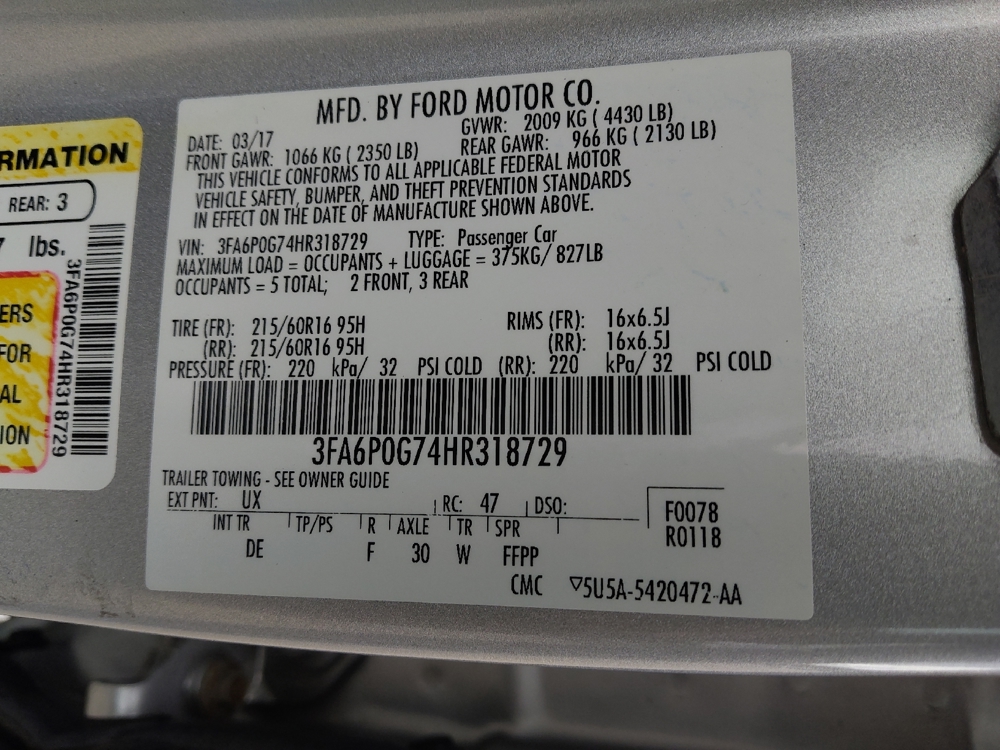 MFD. BY FORD MOTOR CO.
DATE: 03/17 GVWR: 2009 KG ( 4430 LB)
FRONT GAWR: 1066 KG ( 2350 LB) REAR GAWR: 966 KG ( 2130 LB)
THIS VEHICLE CONFORMS TO ALL APPLICABLE FEDERAL MOTOR
VEHICLE SAFETY, BUMPER, AND THEFT PREVENTION STANDARDS
IN EFFECT ON THE DATE OF MANUFACTURE SHOWN ABOVE.
VIN: 3FA6P0G74HR318729 TYPE: Passenger Car
MAXIMUM LOAD = OCCUPANTS + LUGGAGE = 375KG/ 827LB
OCCUPANTS = 5 TOTAL; 2 FRONT, 3 REAR
TIRE (FR): 215/60R16 95H RIMS (FR): 16x6.5J
(RR): 215/60R16 95H (RR): 16x6.5J
PRESSURE (FR): 220 kPa/ 32 PSI COLD (RR): 220 kPa/ 32 PSI COLD
3FA6P0G74HR318729
TRAILER TOWING - SEE OWNER GUIDE
EXT PNT: UX RC: 47 DSO:
INT TR TP/PS R AXLE TR SPR
DE F 30 W FFPP
F0078
R0118
CMC ▽5U5A-5420472-AA
RMATION
REAR: 3
7 lbs.
ERS
FOR
AL
ION
3FA6P0G74HR318729